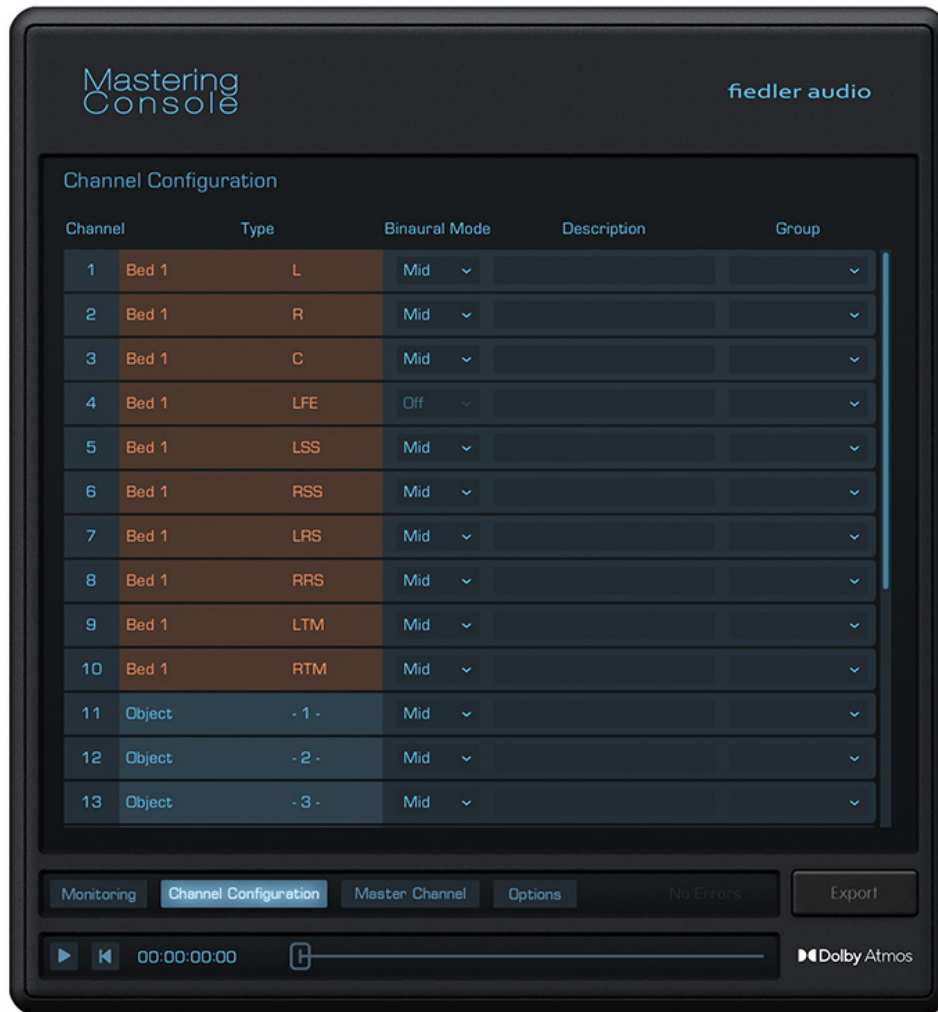 Mastering
Console
fiedler audio
Channel Configuration
Channel Type Binaural Mode Description Group
1 Bed 1 L Mid
2 Bed 1 R Mid
3 Bed 1 C Mid
4 Bed 1 LFE Off
5 Bed 1 LSS Mid
6 Bed 1 RSS Mid
7 Bed 1 LRS Mid
8 Bed 1 RRS Mid
9 Bed 1 LTM Mid
10 Bed 1 RTM Mid
11 Object - 1 - Mid
12 Object - 2 - Mid
13 Object - 3 - Mid
Monitoring Channel Configuration Master Channel Options No Errors Export
00:00:00:00 Dolby Atmos